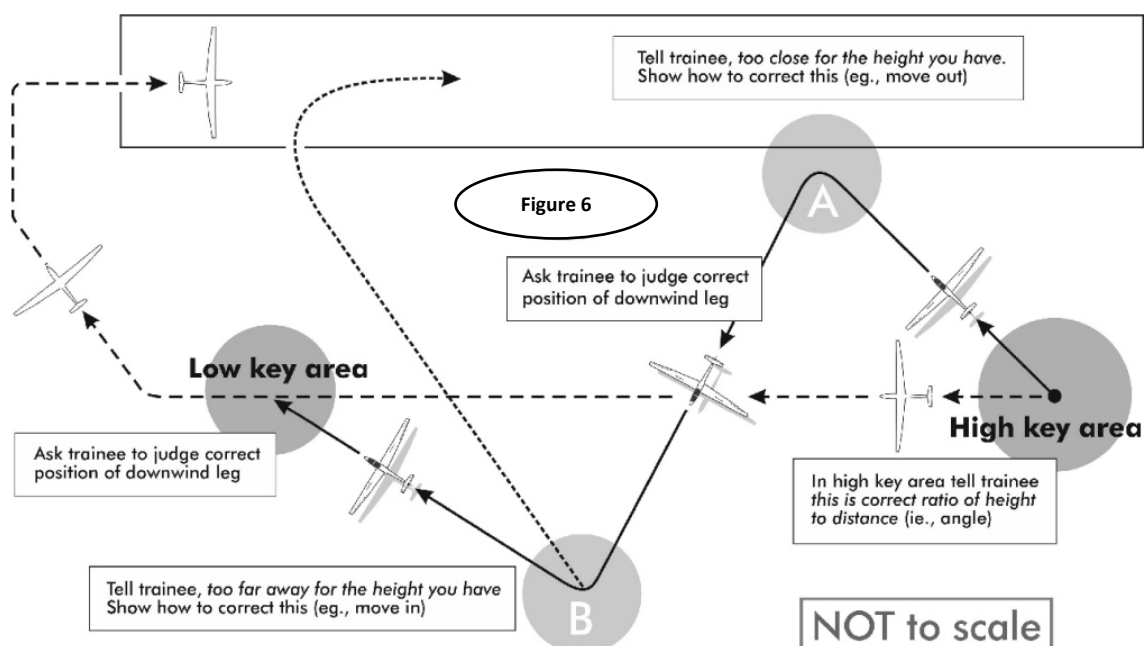 Tell trainee, too close for the height you have.
Show how to correct this (eg., move out)
A
Figure 6
Ask trainee to judge correct
position of downwind leg
Low key area
High key area
Ask trainee to judge correct
position of downwind leg
In high key area tell trainee
this is correct ratio of height
to distance (ie., angle)
Tell trainee, too far away for the height you have
Show how to correct this (eg., move in)
B
NOT to scale